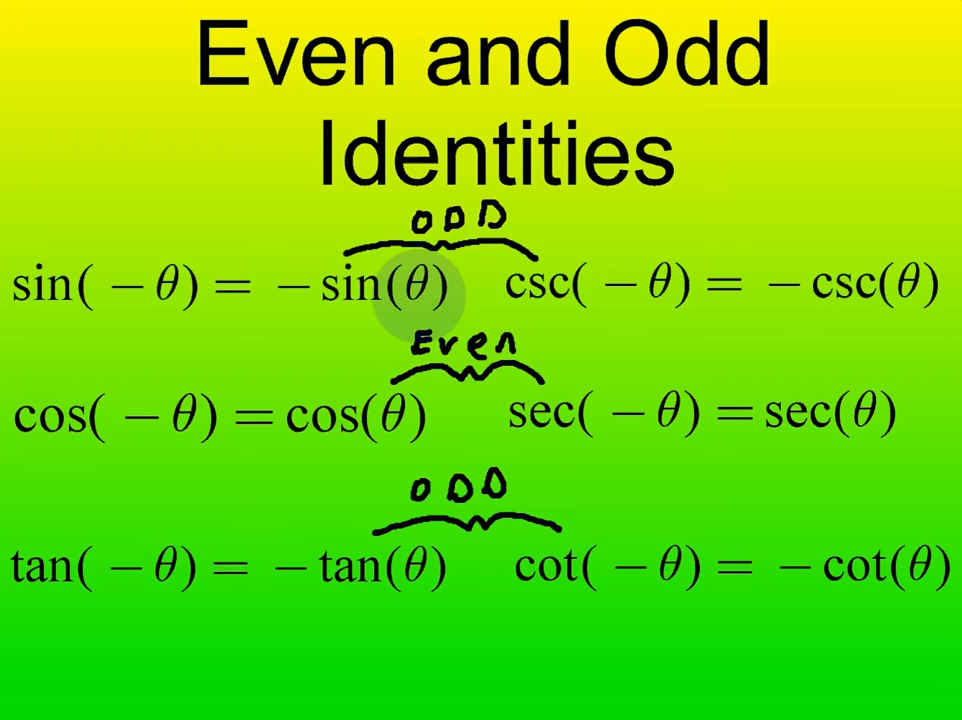 Even and Odd
Identities
ODD
sin( −θ) = −sin(θ) csc( −θ) = −csc(θ)
Even
cos( −θ) = cos(θ) sec( −θ) = sec(θ)
ODD
tan( −θ) = −tan(θ) cot( −θ) = −cot(θ)